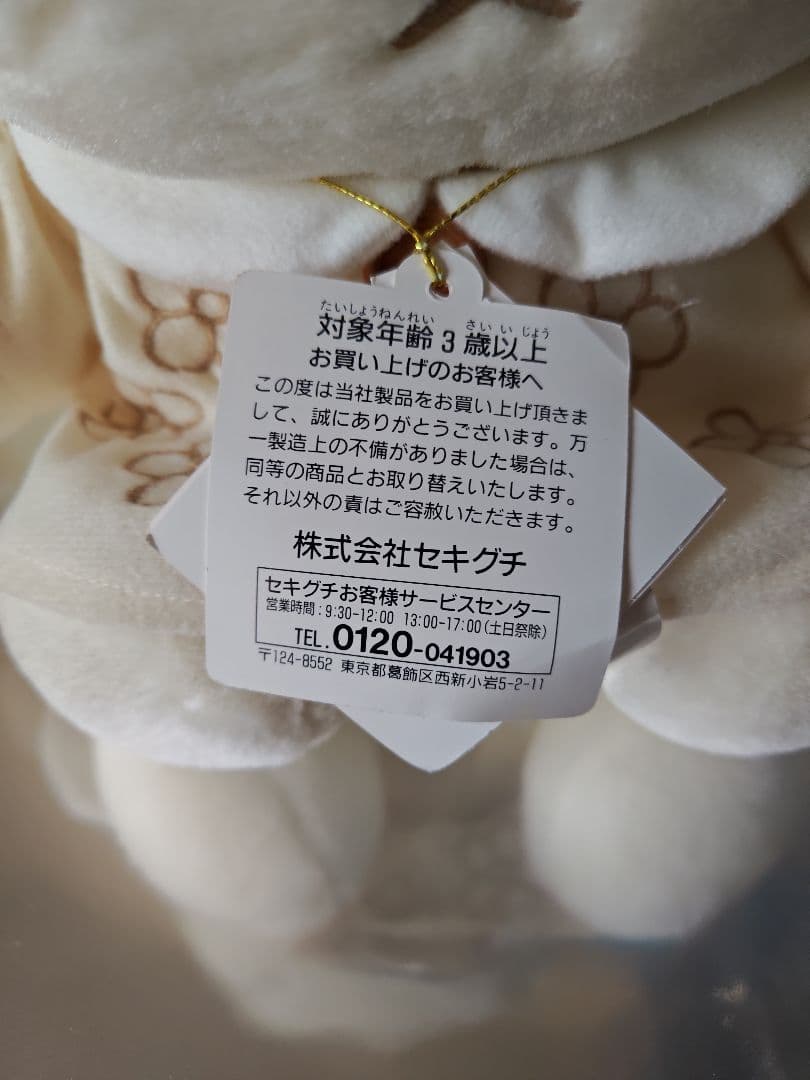 たいしょうねんれい さい いじょう
対象年齢 3 歳以上
お買い上げのお客様へ
この度は当社製品をお買い上げ頂きま
して、誠にありがとうございます。万
一製造上の不備がありました場合は、
同等の商品とお取り替えいたします。
それ以外の責はご容赦いただきます。
株式会社セキグチ
セキグチお客様サービスセンター
営業時間：9:30-12:00 13:00-17:00（土日祭除）
TEL.0120-041903
〒124-8552 東京都葛飾区西新小岩5-2-11